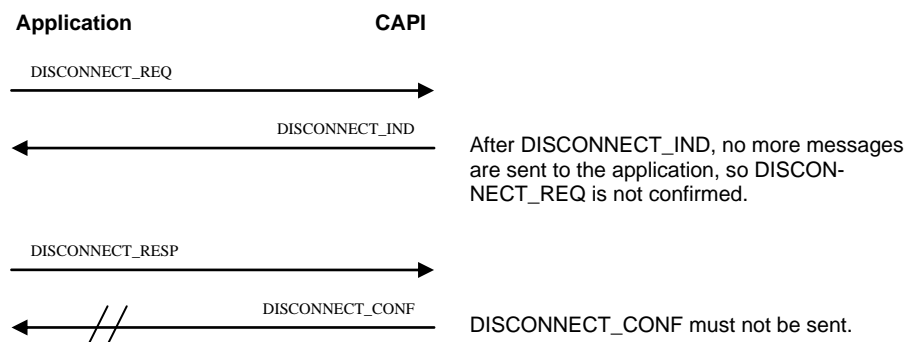 Application CAPI
DISCONNECT_REQ
DISCONNECT_IND
After DISCONNECT_IND, no more messages
are sent to the application, so DISCON-
NECT_REQ is not confirmed.
DISCONNECT_RESP
DISCONNECT_CONF
DISCONNECT_CONF must not be sent.